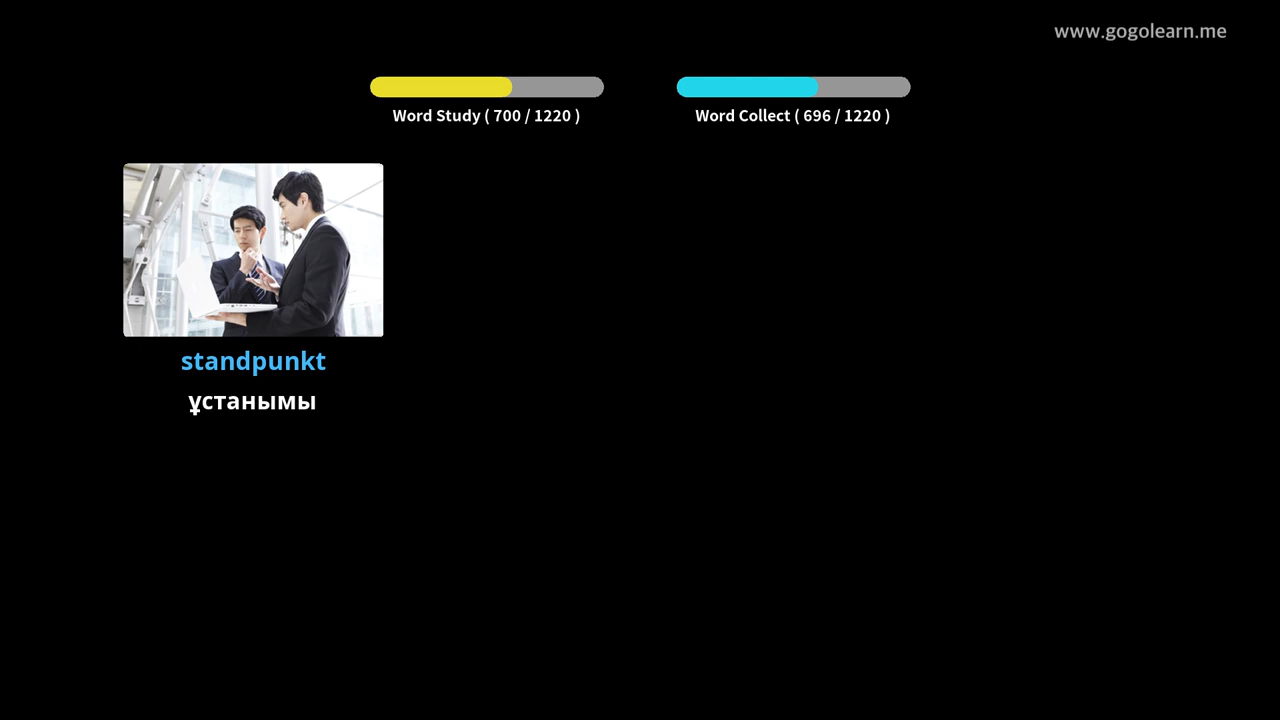 www.gogolearn.me
Word Study ( 700 / 1220 )
Word Collect ( 696 / 1220 )
standpunkt
ұстанымы